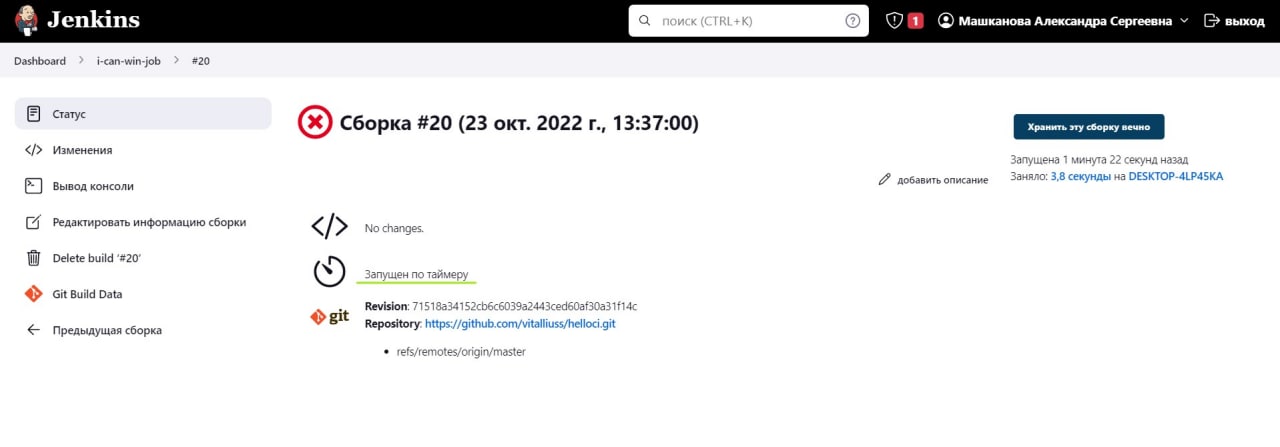 Jenkins
поиск (CTRL+K)
1
Машканова Александра Сергеевна
выход
Dashboard
i-can-win-job
#20
Статус
Изменения
Вывод консоли
Редактировать информацию сборки
Delete build ‘#20’
Git Build Data
Предыдущая сборка
Сборка #20 (23 окт. 2022 г., 13:37:00)
Хранить эту сборку вечно
Запущена 1 минута 22 секунд назад
Заняло: 3,8 секунды на DESKTOP-4LP45KA
добавить описание
No changes.
Запущен по таймеру
git
Revision: 71518a34152cb6c6039a2443ced60af30a31f14c
Repository: https://github.com/vitalliuss/helloci.git
• refs/remotes/origin/master